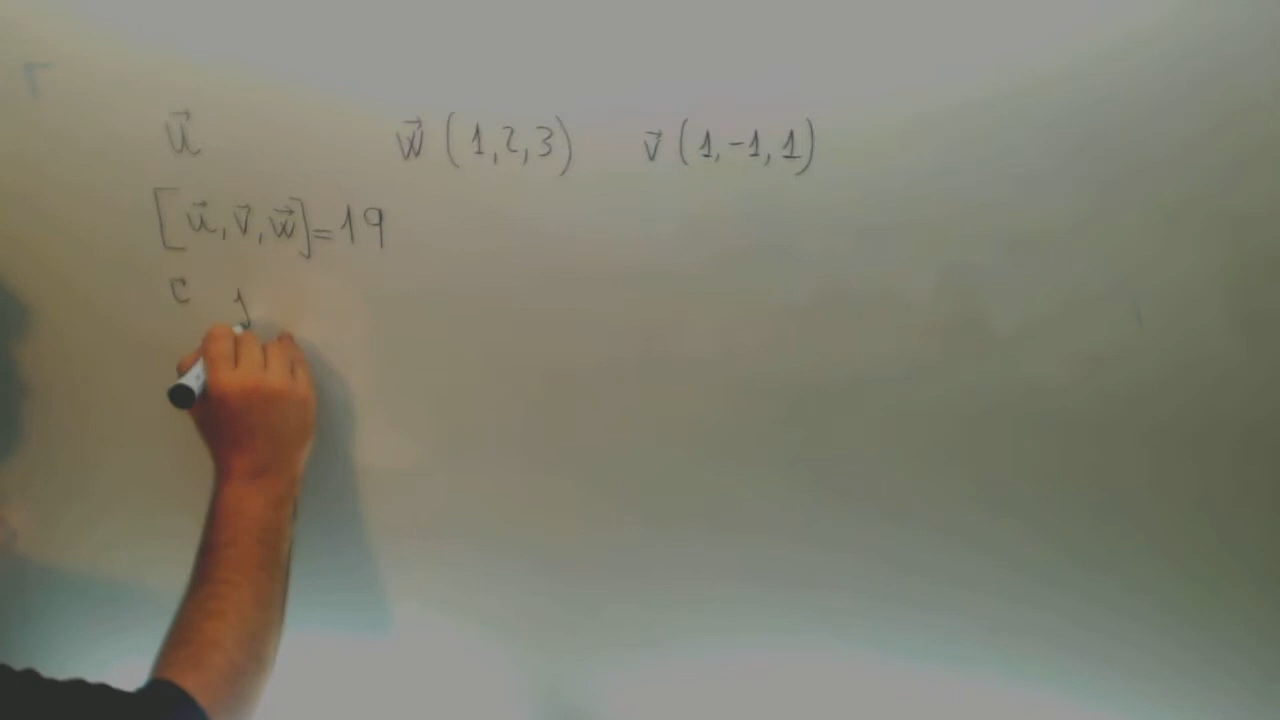 u⃗ w⃗ (1,2,3) v⃗ (1,-1,1)
[u⃗,v⃗,w⃗]=19
c